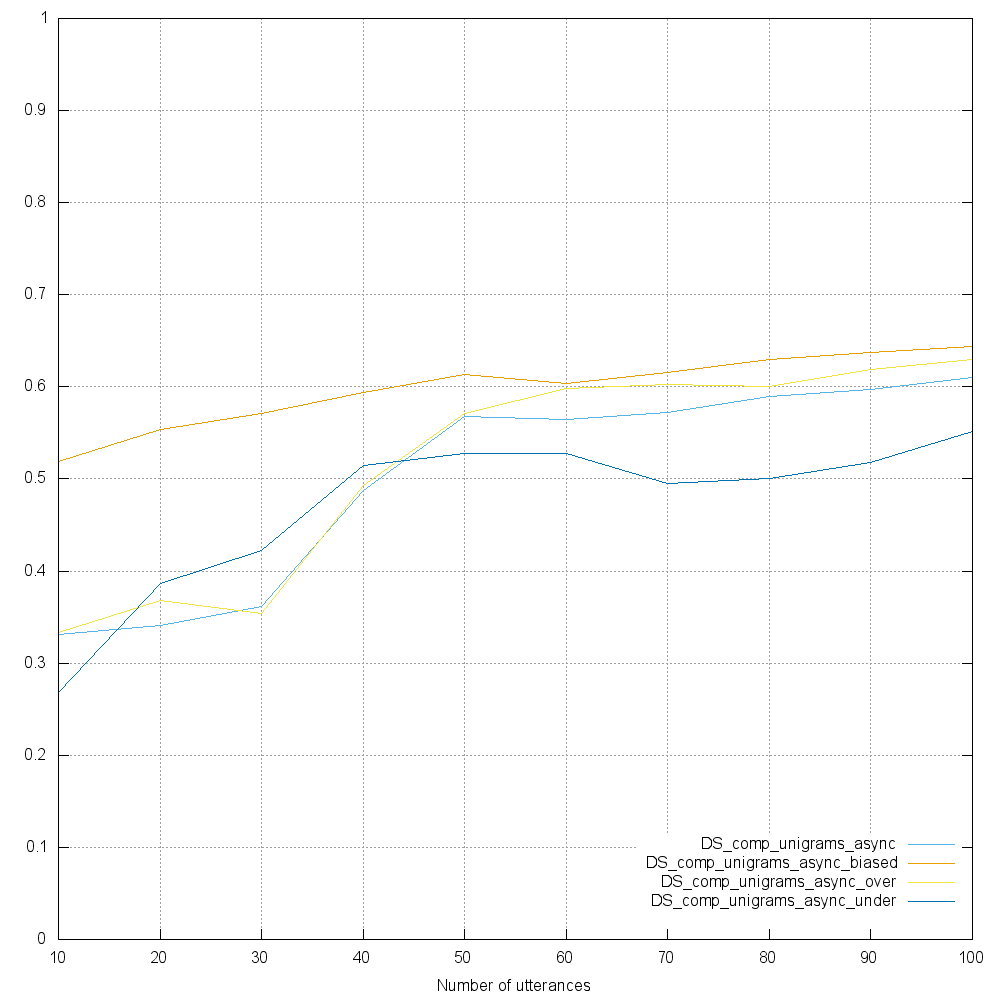 1
0.9
0.8
0.7
0.6
0.5
0.4
0.3
0.2
0.1
0
DS_comp_unigrams_async
DS_comp_unigrams_async_biased
DS_comp_unigrams_async_over
DS_comp_unigrams_async_under
10 20 30 40 50 60 70 80 90 100
Number of utterances